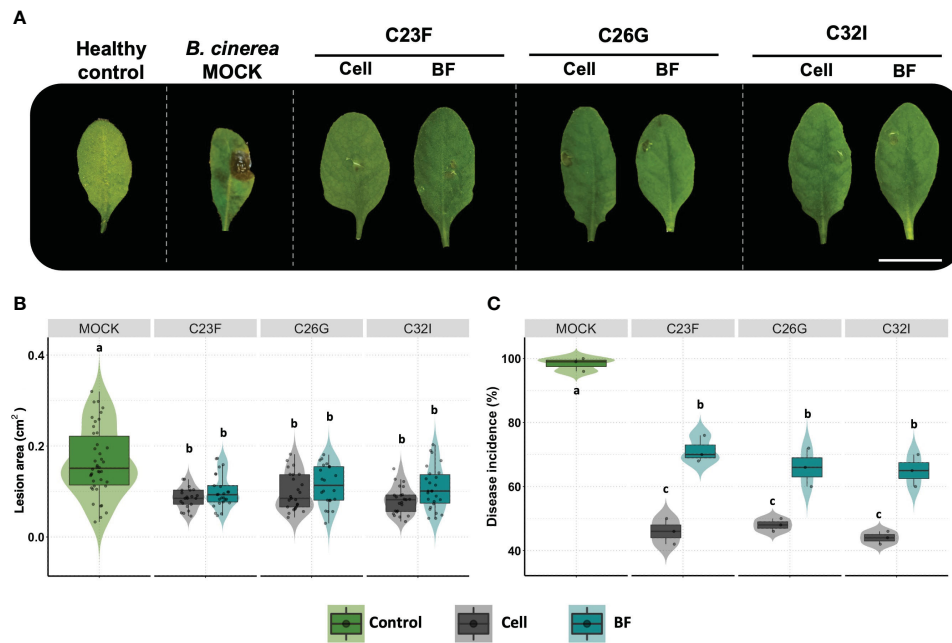 A
Healthy control
B. cinerea MOCK
C23F
Cell BF
C26G
Cell BF
C32I
Cell BF
B
MOCK C23F C26G C32I
Lesion area (cm²)
0.4
0.2
0.0
a
b b
b b
b b
C
MOCK C23F C26G C32I
Disease incidence (%)
100
80
60
40
a
b
c
b
c
b
c
Control Cell BF